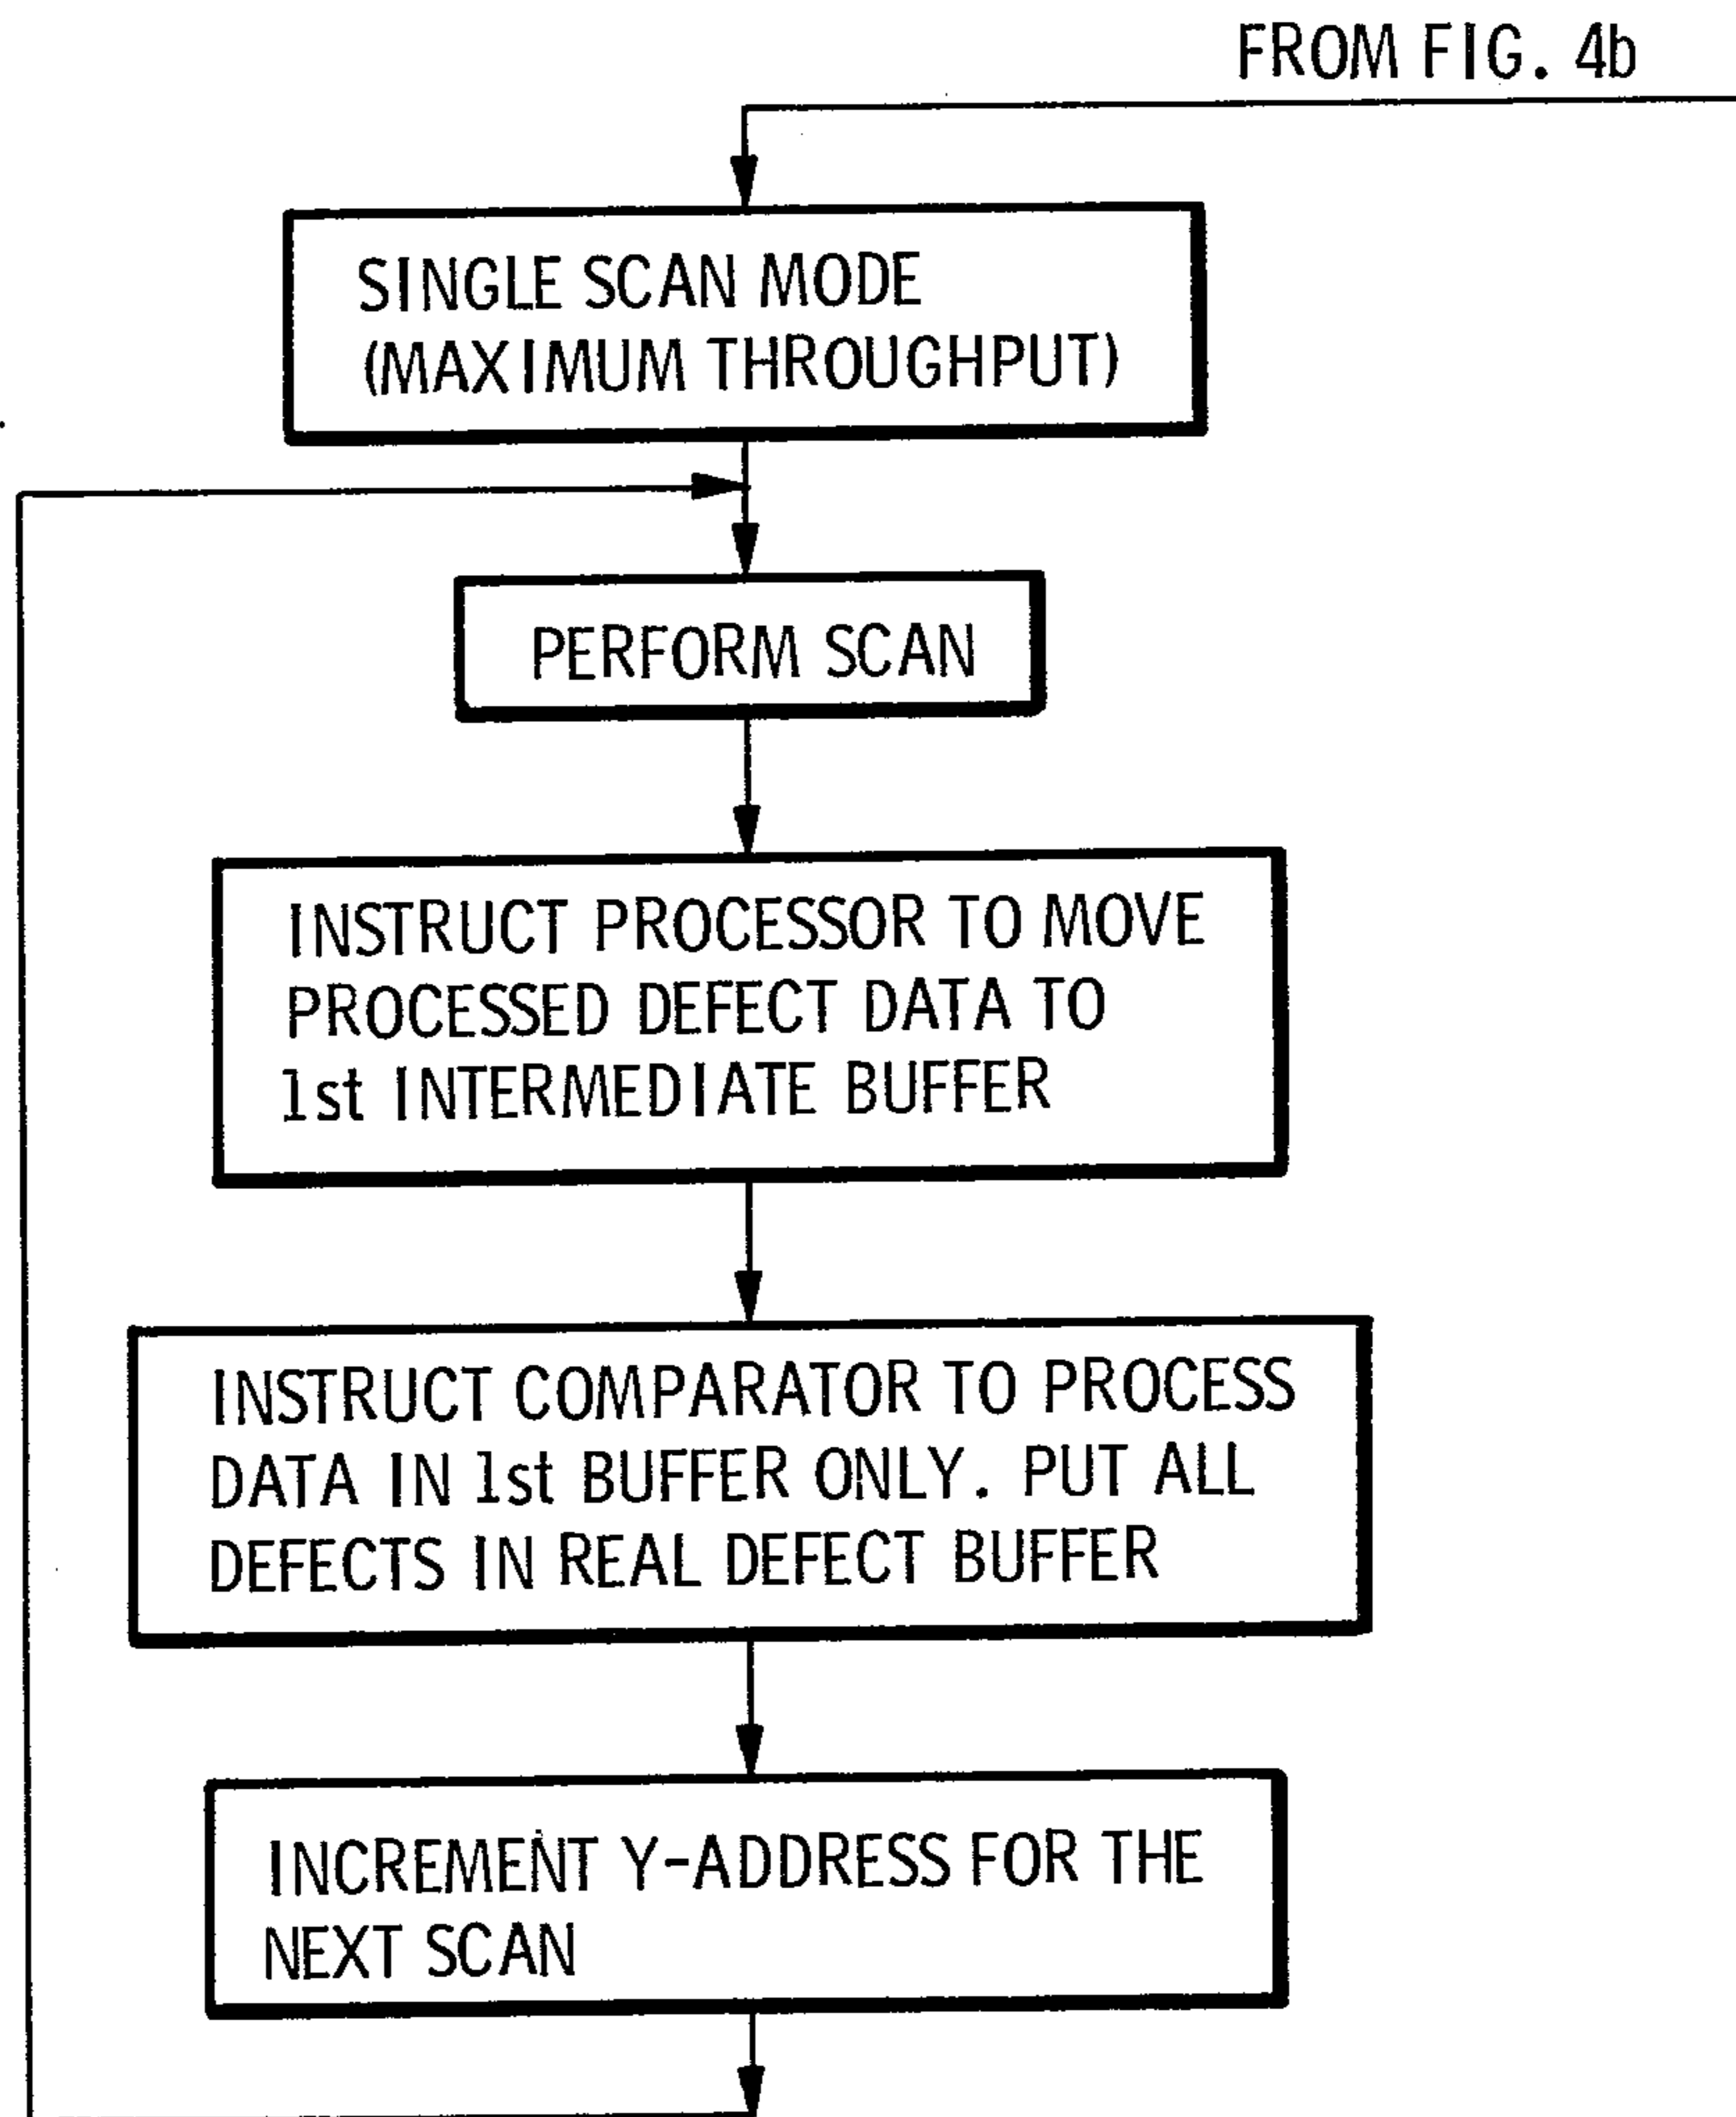 FROM FIG. 4b
SINGLE SCAN MODE
(MAXIMUM THROUGHPUT)
PERFORM SCAN
INSTRUCT PROCESSOR TO MOVE
PROCESSED DEFECT DATA TO
1st INTERMEDIATE BUFFER
INSTRUCT COMPARATOR TO PROCESS
DATA IN 1st BUFFER ONLY. PUT ALL
DEFECTS IN REAL DEFECT BUFFER
INCREMENT Y-ADDRESS FOR THE
NEXT SCAN